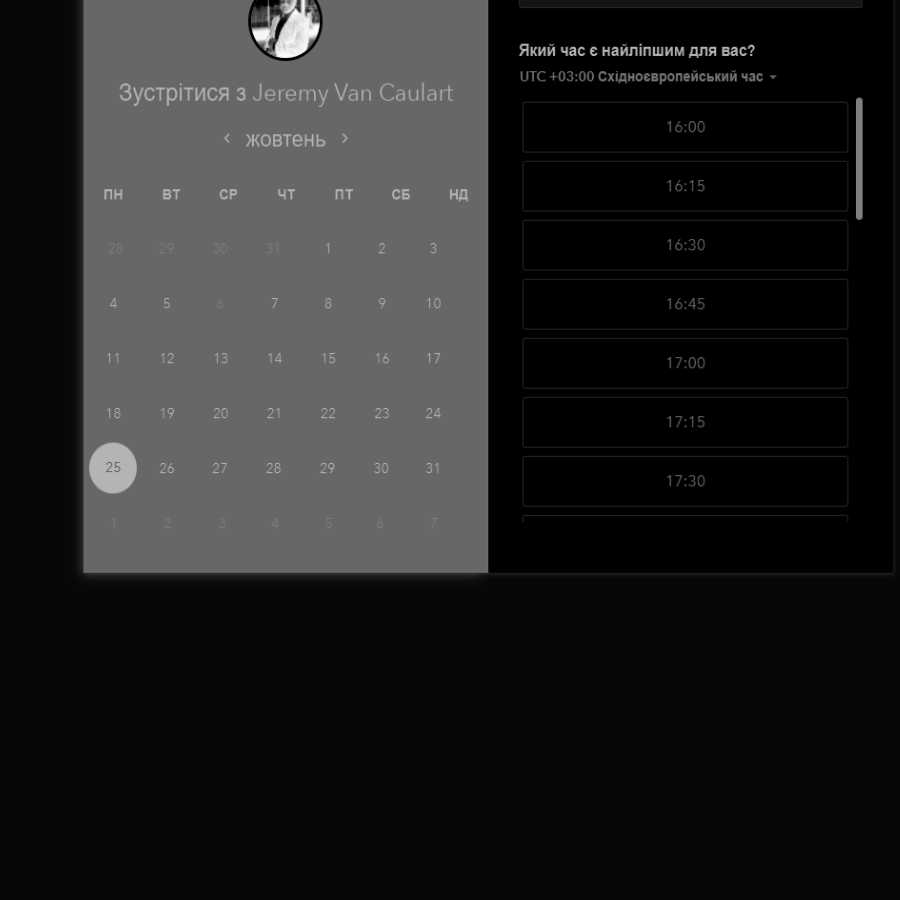 Зустрітися з Jeremy Van Caulart
жовтень
ПН ВТ СР ЧТ ПТ СБ НД
28 29 30 31 1 2 3
4 5 6 7 8 9 10
11 12 13 14 15 16 17
18 19 20 21 22 23 24
25 26 27 28 29 30 31
1 2 3 4 5 6 7
Який час є найліпшим для вас?
UTC +03:00 Східноєвропейський час
16:00
16:15
16:30
16:45
17:00
17:15
17:30